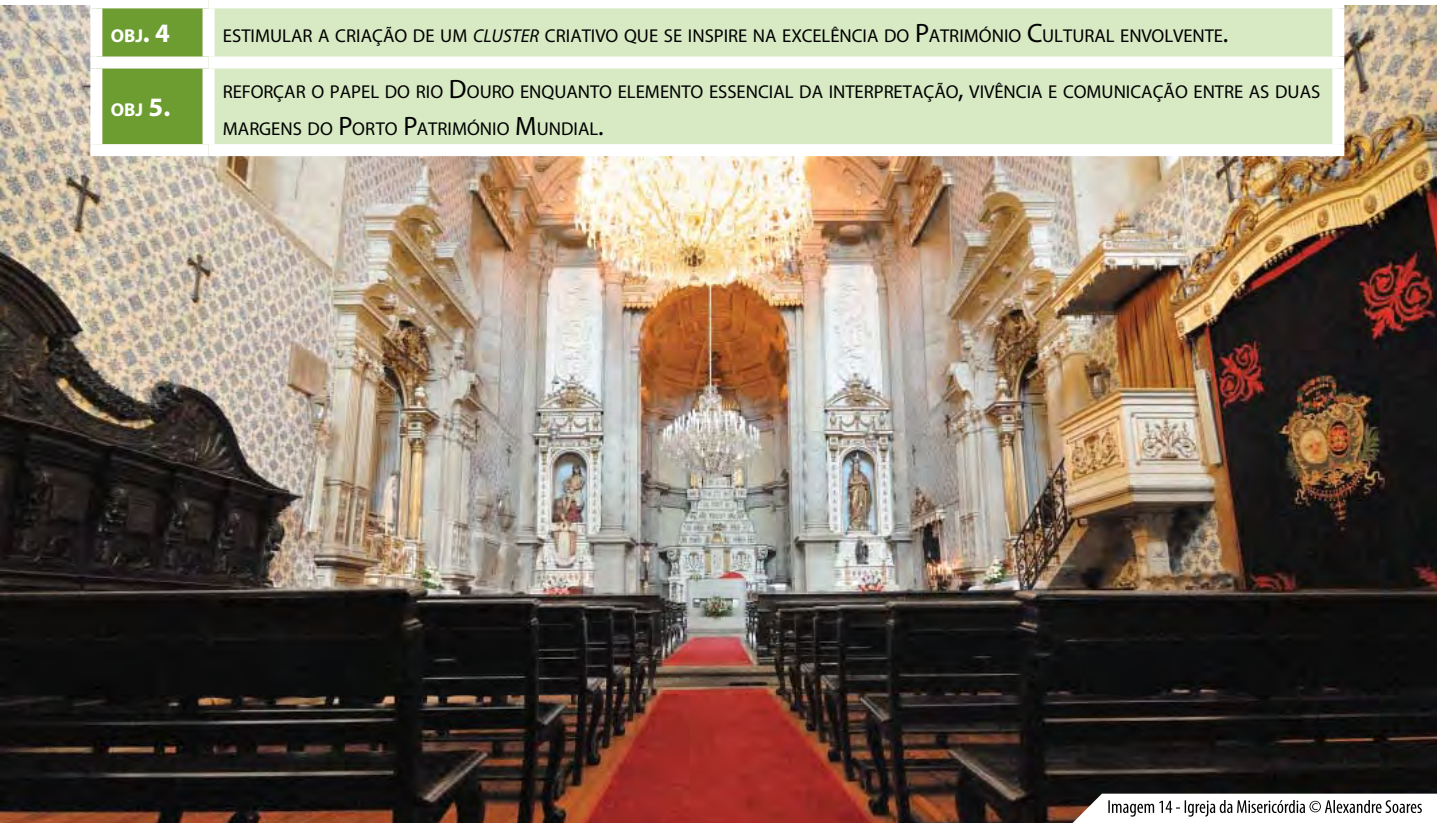 OBJ. 4 ESTIMULAR A CRIAÇÃO DE UM CLUSTER CRIATIVO QUE SE INSPIRE NA EXCELÊNCIA DO PATRIMÓNIO CULTURAL ENVOLVENTE.
OBJ 5. REFORÇAR O PAPEL DO RIO DOURO ENQUANTO ELEMENTO ESSENCIAL DA INTERPRETAÇÃO, VIVÊNCIA E COMUNICAÇÃO ENTRE AS DUAS
MARGENS DO PORTO PATRIMÓNIO MUNDIAL.
Imagem 14 - Igreja da Misericórdia © Alexandre Soares